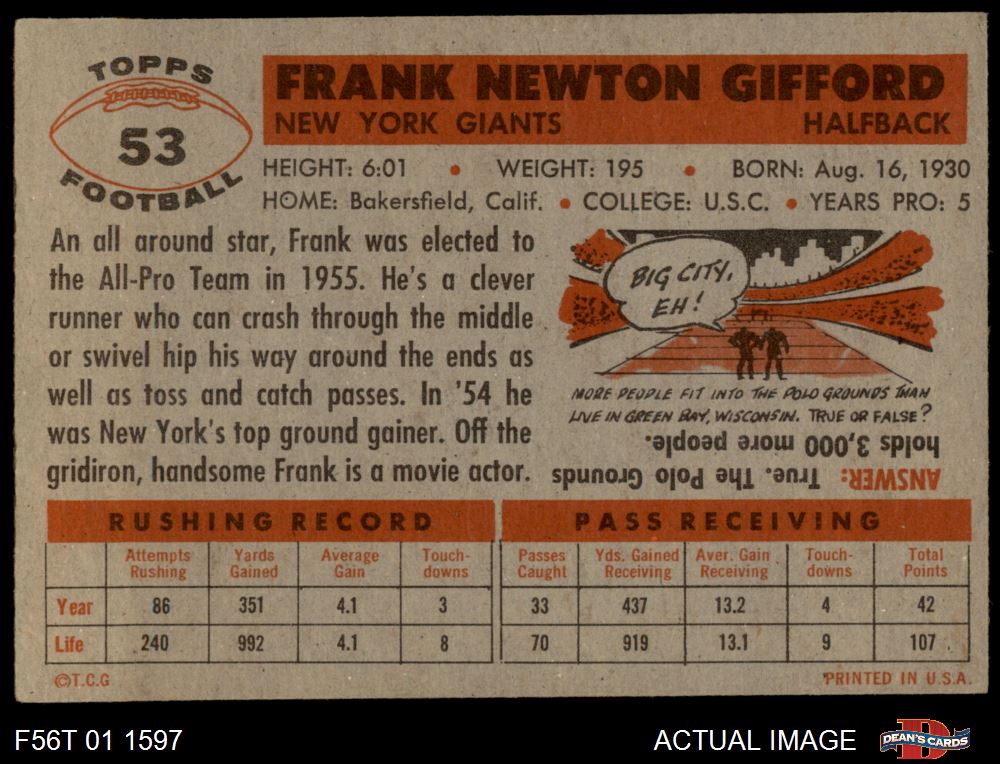 TOPPS
53
FOOTBALL
FRANK NEWTON GIFFORD
NEW YORK GIANTS HALFBACK
HEIGHT: 6:01 • WEIGHT: 195 • BORN: Aug. 16, 1930
HOME: Bakersfield, Calif. • COLLEGE: U.S.C. • YEARS PRO: 5
An all around star, Frank was elected to
the All-Pro Team in 1955. He's a clever
runner who can crash through the middle
or swivel hip his way around the ends as
well as toss and catch passes. In '54 he
was New York's top ground gainer. Off the
gridiron, handsome Frank is a movie actor.
BIG CITY,
EH!
MORE PEOPLE FIT INTO THE POLO GROUNDS THAN
LIVE IN GREEN BAY, WISCONSIN. TRUE OR FALSE?
ANSWER: True. The Polo Grounds
holds 3,000 more people.
RUSHING RECORD PASS RECEIVING
Attempts Yards Average Touch- Passes Yds. Gained Aver. Gain Touch- Total
Rushing Gained Gain downs Caught Receiving Receiving downs Points
Year 86 351 4.1 3 33 437 13.2 4 42
Life 240 992 4.1 8 70 919 13.1 9 107
©T.C.G PRINTED IN U.S.A.
F56T 01 1597 ACTUAL IMAGE D DEAN'S CARDS